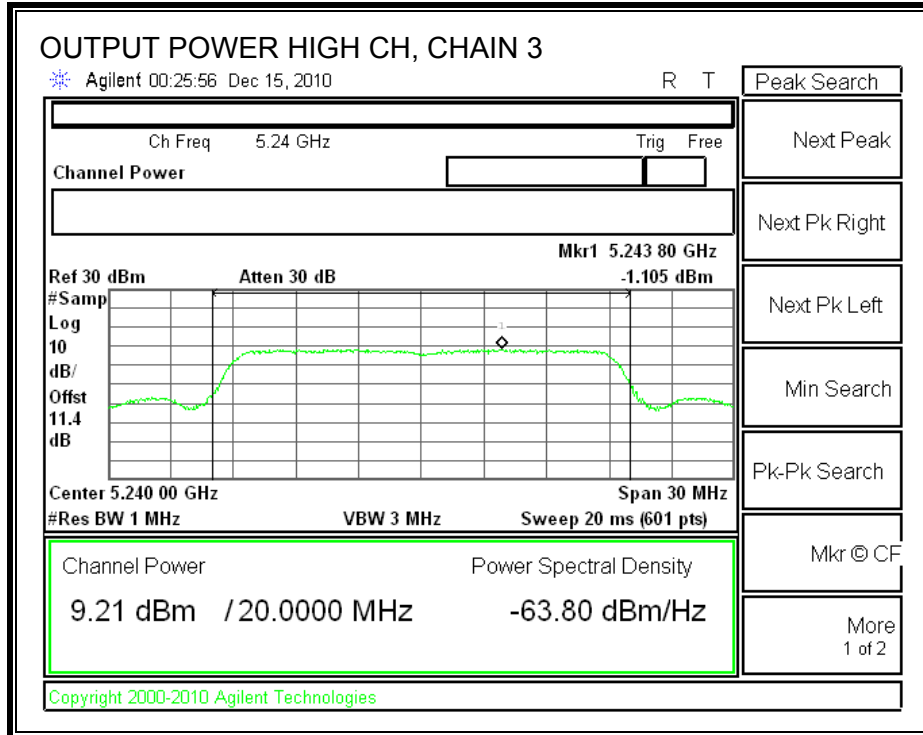 OUTPUT POWER HIGH CH, CHAIN 3
Agilent 00:25:56 Dec 15, 2010 R T
Peak Search
Ch Freq 5.24 GHz Trig Free
Channel Power
Next Peak
Next Pk Right
Mkr1 5.243 80 GHz
Ref 30 dBm Atten 30 dB -1.105 dBm
#Samp
Log
10
dB/
Offst
11.4
dB
1
Next Pk Left
Min Search
Pk-Pk Search
Center 5.240 00 GHz Span 30 MHz
#Res BW 1 MHz VBW 3 MHz Sweep 20 ms (601 pts)
Mkr © CF
Channel Power Power Spectral Density
9.21 dBm / 20.0000 MHz -63.80 dBm/Hz
More
1 of 2
Copyright 2000-2010 Agilent Technologies